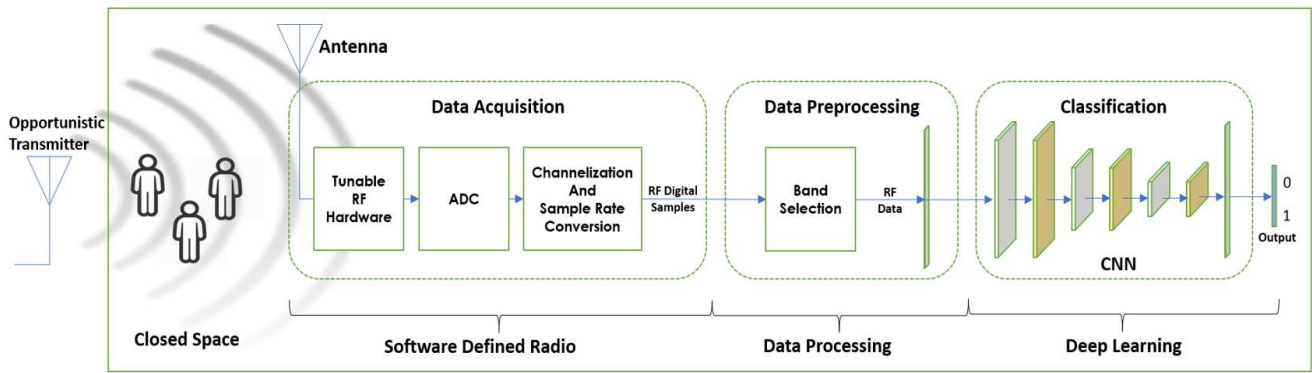 Opportunistic
Transmitter
Closed Space
Antenna
Data Acquisition
Tunable
RF
Hardware
ADC
Channelization
And
Sample Rate
Conversion
RF Digital
Samples
Software Defined Radio
Data Preprocessing
Band
Selection
RF
Data
Data Processing
Classification
CNN
0
1
Output
Deep Learning